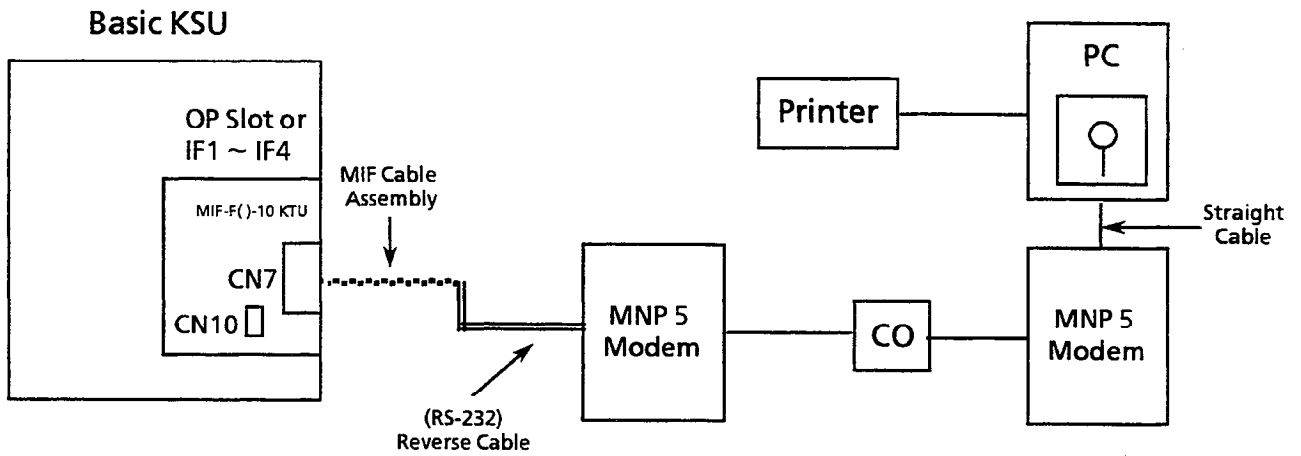 Basic KSU
OP Slot or
IF1 ~ IF4
MIF-F( )-10 KTU
CN7
CN10
MIF Cable
Assembly
(RS-232)
Reverse Cable
MNP 5
Modem
CO
Printer
PC
Straight
Cable
MNP 5
Modem